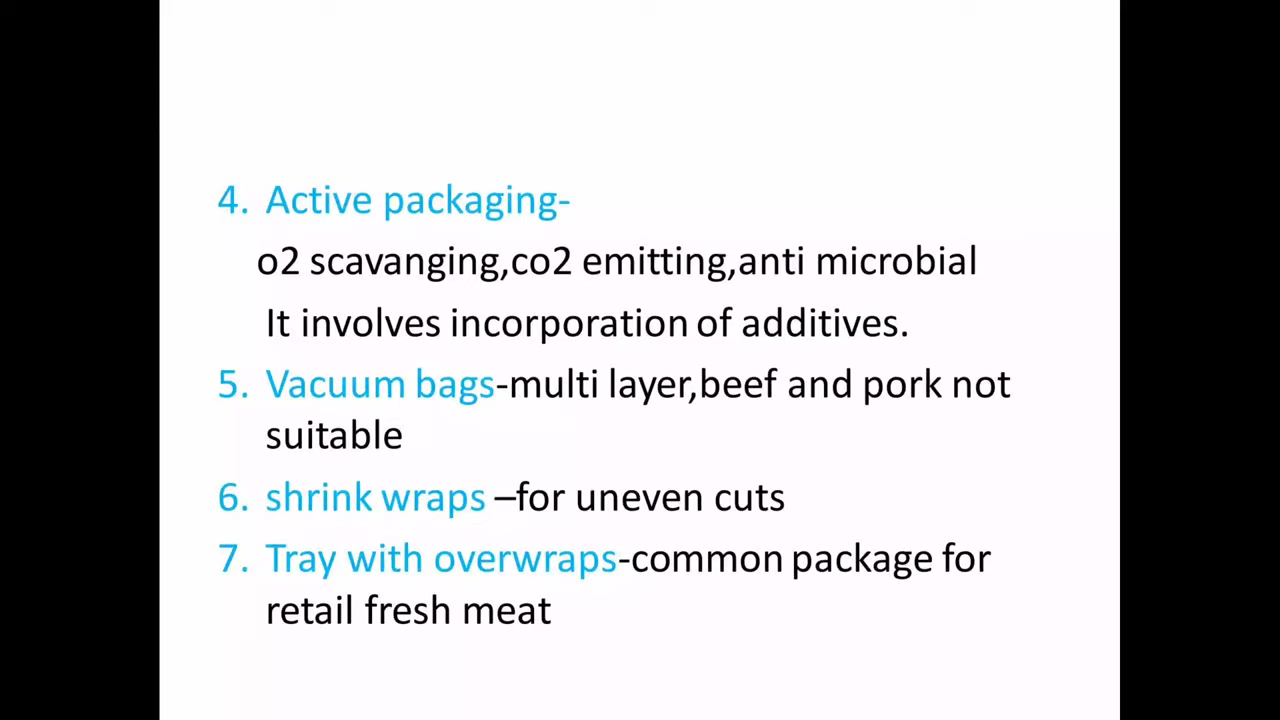 4. Active packaging-
o2 scavanging,co2 emitting,anti microbial
It involves incorporation of additives.
5. Vacuum bags-multi layer,beef and pork not
suitable
6. shrink wraps –for uneven cuts
7. Tray with overwraps-common package for
retail fresh meat